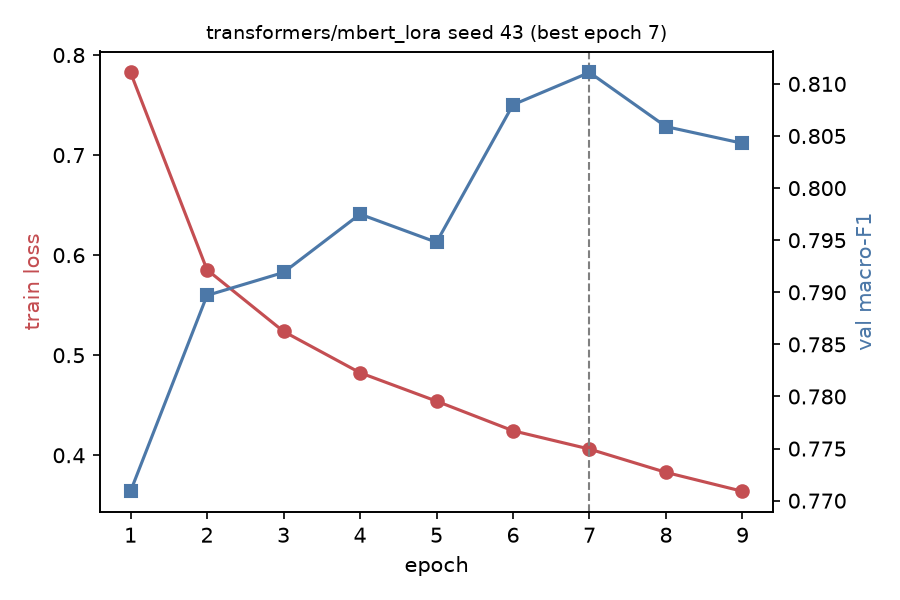 transformers/mbert_lora seed 43 (best epoch 7)
train loss
0.8
0.7
0.6
0.5
0.4
val macro-F1
0.810
0.805
0.800
0.795
0.790
0.785
0.780
0.775
0.770
1 2 3 4 5 6 7 8 9
epoch